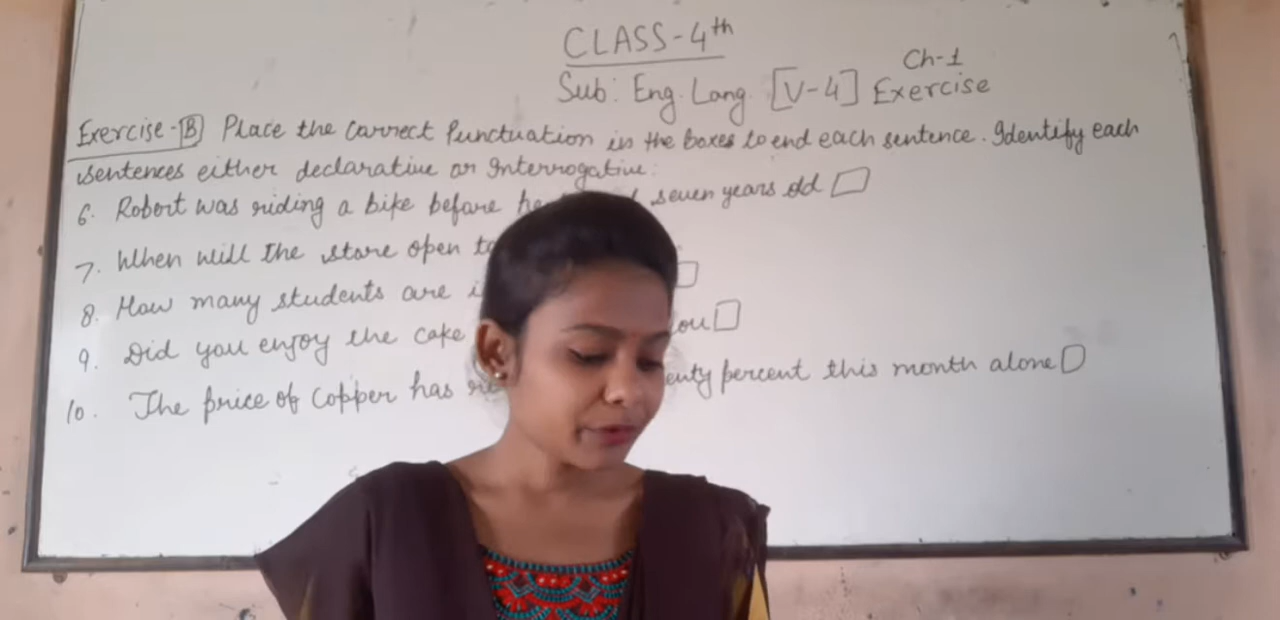 CLASS-4th
Ch-1
Sub: Eng. Lang. [V-4] Exercise
Exercise-B Place the Correct Punctuation in the boxes to end each sentence. Identify each
sentences either declarative or Interrogative:
6. Robert was riding a bike before he seven years old
7. When will the store open
8. How many students are
9. Did you enjoy the cake
10. The price of Copper has percent this month alone